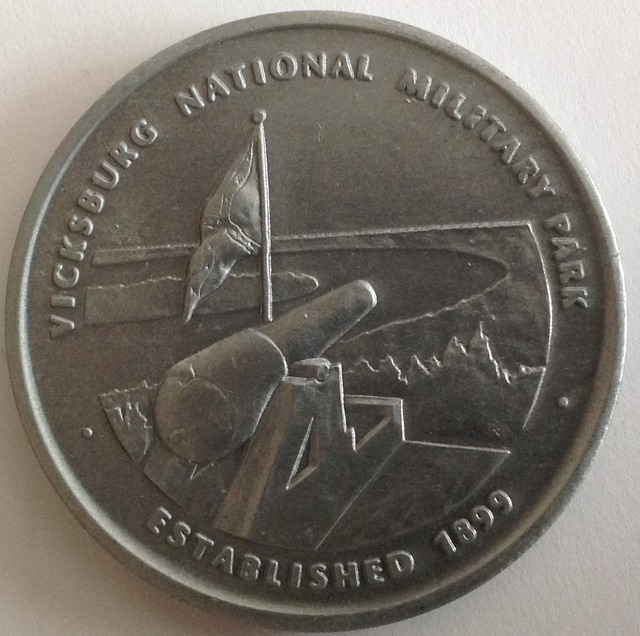 VICKSBURG NATIONAL MILITARY PARK
ESTABLISHED 1899